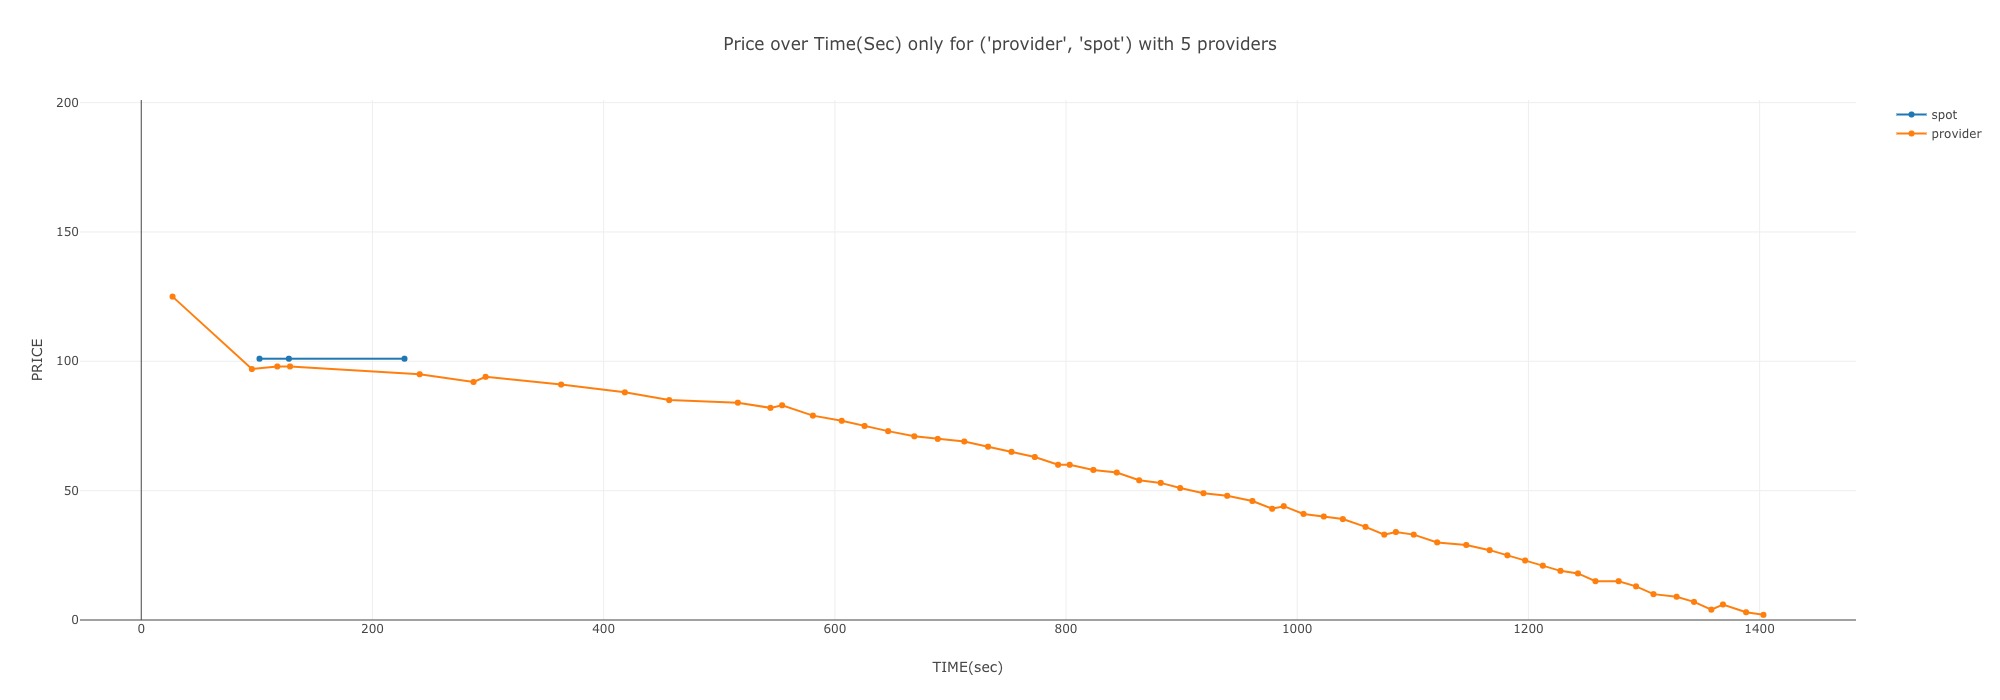 Price over Time(Sec) only for ('provider', 'spot') with 5 providers
200
150
100
50
0
PRICE
0 200 400 600 800 1000 1200 1400
TIME(sec)
spot
provider